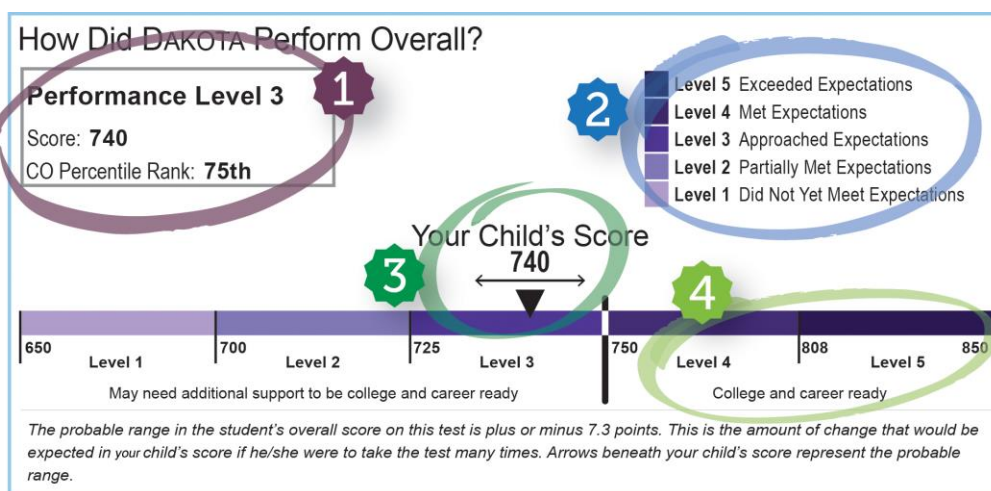 How Did DAKOTA Perform Overall?
Performance Level 3
Score: 740
CO Percentile Rank: 75th
1
2
Level 5 Exceeded Expectations
Level 4 Met Expectations
Level 3 Approached Expectations
Level 2 Partially Met Expectations
Level 1 Did Not Yet Meet Expectations
Your Child's Score
740
3
4
650 700 725 750 808 850
Level 1 Level 2 Level 3 Level 4 Level 5
May need additional support to be college and career ready College and career ready
The probable range in the student's overall score on this test is plus or minus 7.3 points. This is the amount of change that would be
expected in your child's score if he/she were to take the test many times. Arrows beneath your child's score represent the probable
range.